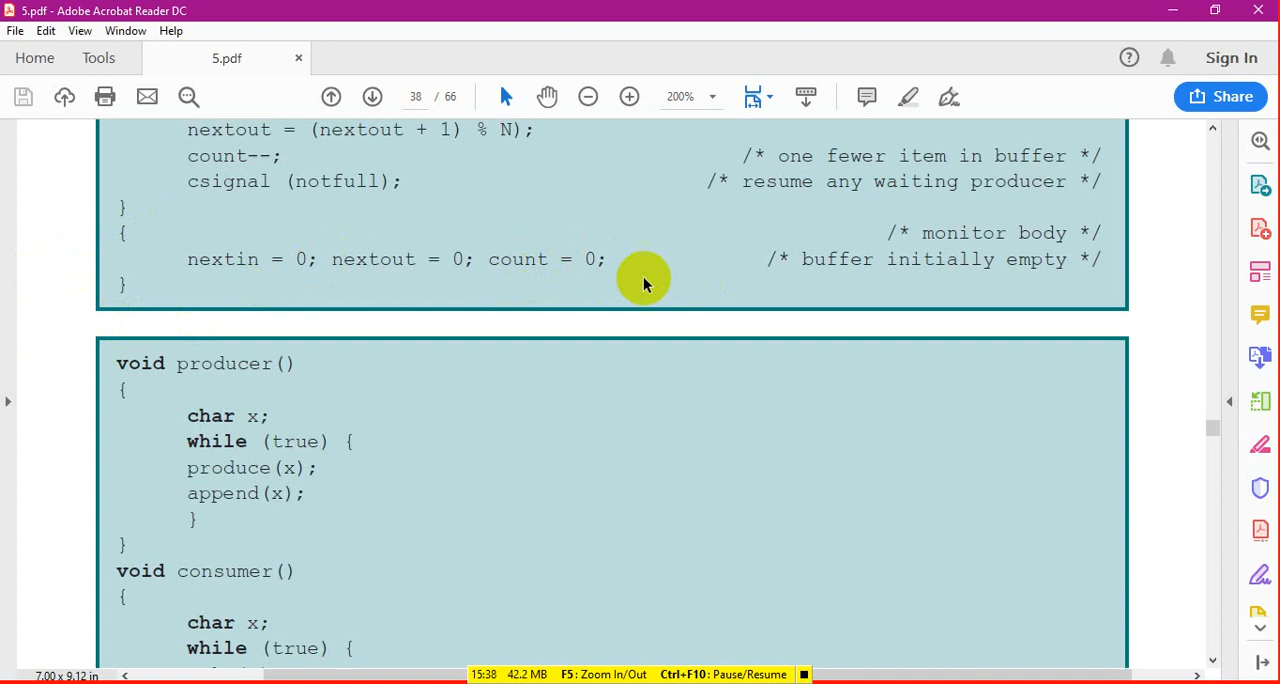 5.pdf - Adobe Acrobat Reader DC
File Edit View Window Help
Home Tools 5.pdf × Sign In
38 / 66 200% Share
nextout = (nextout + 1) % N);
count--; /* one fewer item in buffer */
csignal (notfull); /* resume any waiting producer */
}
{ /* monitor body */
nextin = 0; nextout = 0; count = 0; /* buffer initially empty */
}
void producer()
{
char x;
while (true) {
produce(x);
append(x);
}
}
void consumer()
{
char x;
while (true) {
7.00 x 9.12 in
15:38 42.2 MB F5: Zoom In/Out Ctrl+F10: Pause/Resume